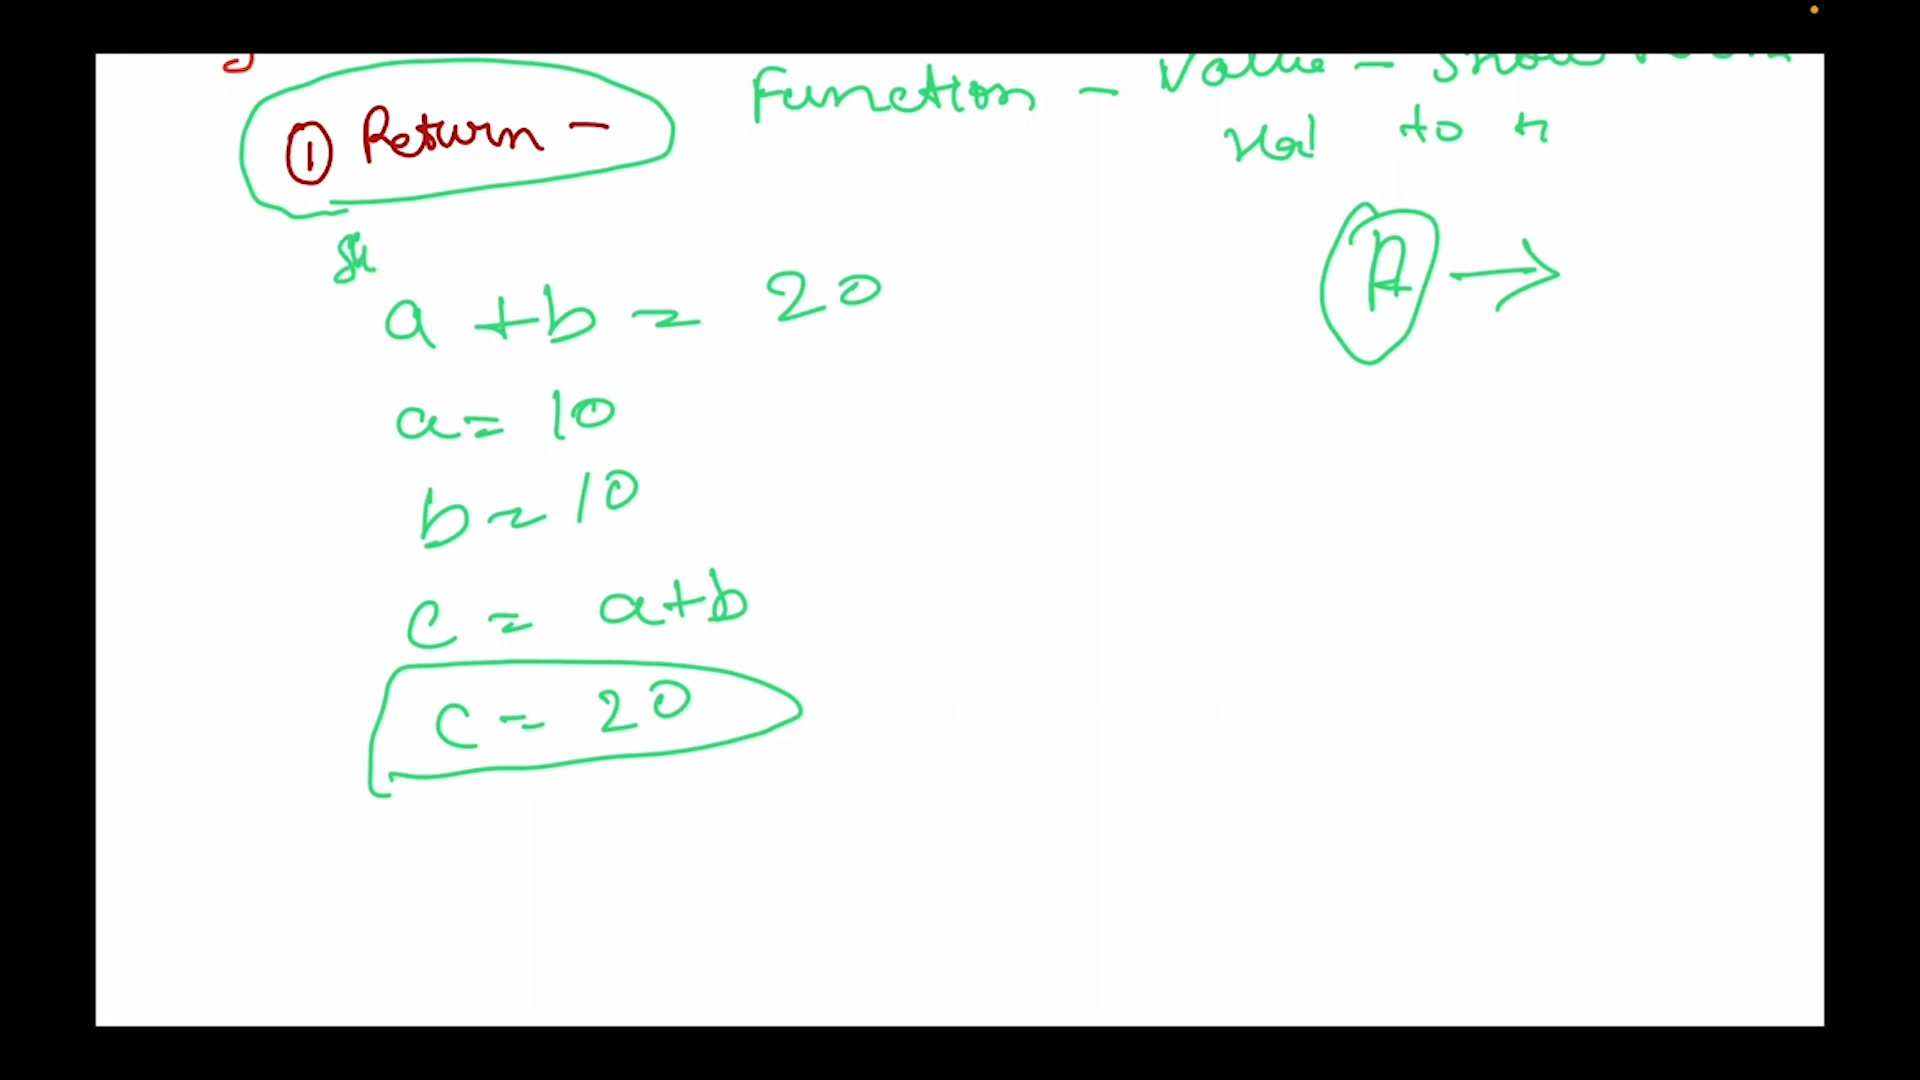 Function - Value -
① Return -
to
a + b = 20
a = 10
b = 10
c = a+b
c = 20